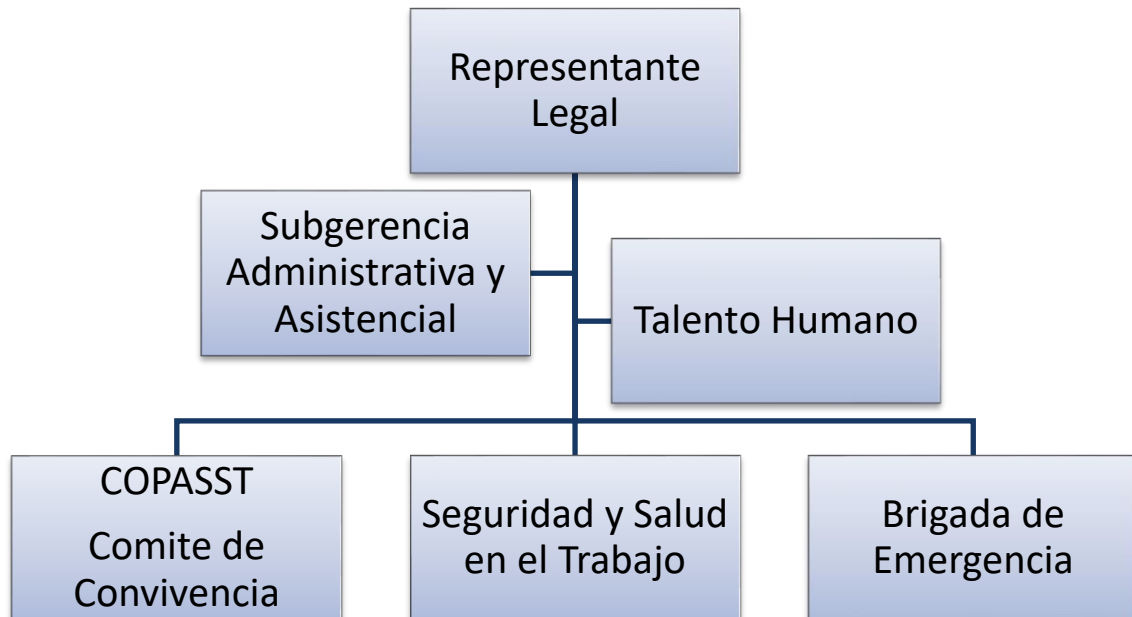 Representante
Legal
Subgerencia
Administrativa y
Asistencial
Talento Humano
COPASST
Comite de
Convivencia
Seguridad y Salud
en el Trabajo
Brigada de
Emergencia